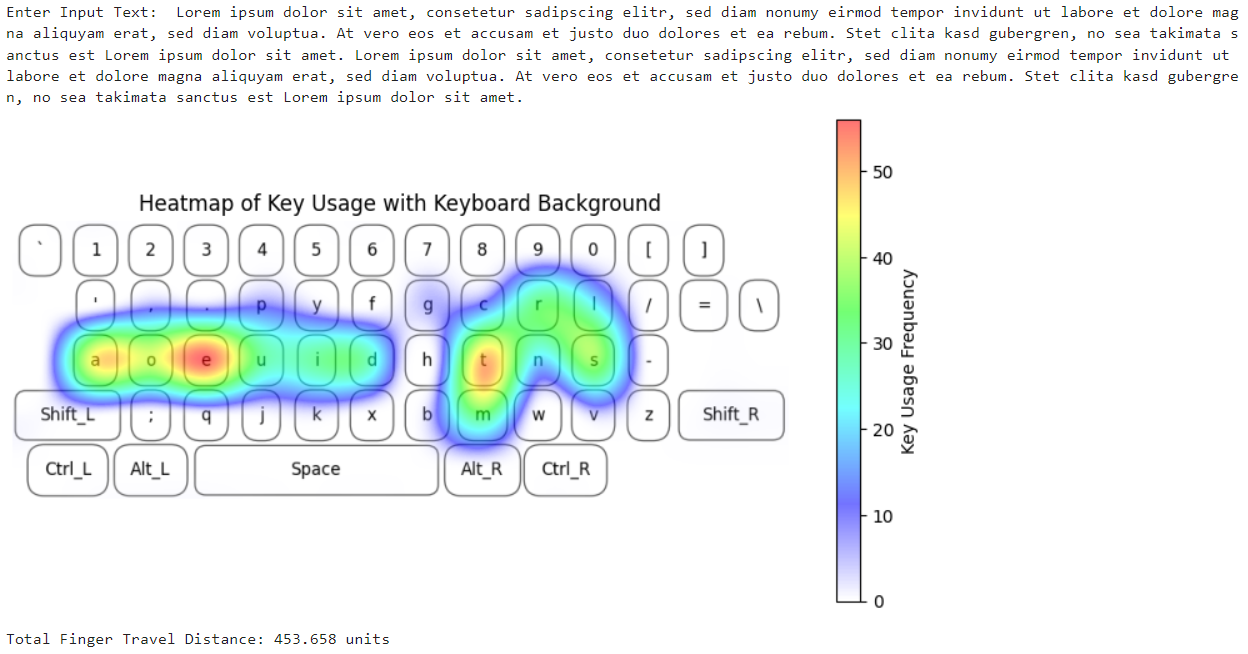 Enter Input Text:  Lorem ipsum dolor sit amet, consetetur sadipscing elitr, sed diam nonumy eirmod tempor invidunt ut labore et dolore mag
na aliquyam erat, sed diam voluptua. At vero eos et accusam et justo duo dolores et ea rebum. Stet clita kasd gubergren, no sea takimata s
anctus est Lorem ipsum dolor sit amet. Lorem ipsum dolor sit amet, consetetur sadipscing elitr, sed diam nonumy eirmod tempor invidunt ut
labore et dolore magna aliquyam erat, sed diam voluptua. At vero eos et accusam et justo duo dolores et ea rebum. Stet clita kasd gubergre
n, no sea takimata sanctus est Lorem ipsum dolor sit amet.
Heatmap of Key Usage with Keyboard Background
` 1 2 3 4 5 6 7 8 9 0 [ ]
' , . p y f g c r l / = \
a o e u i d h t n s -
Shift_L ; q j k x b m w v z Shift_R
Ctrl_L Alt_L Space Alt_R Ctrl_R
50
40
30
20
10
0
Key Usage Frequency
Total Finger Travel Distance: 453.658 units